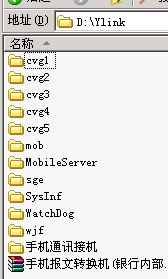 地址(D)
D:\Ylink
名称
cvg1
cvg2
cvg3
cvg4
cvg5
mob
MobileServer
sge
SysInf
WatchDog
wjf
手机通讯接机
手机报文转换机(银行内部.